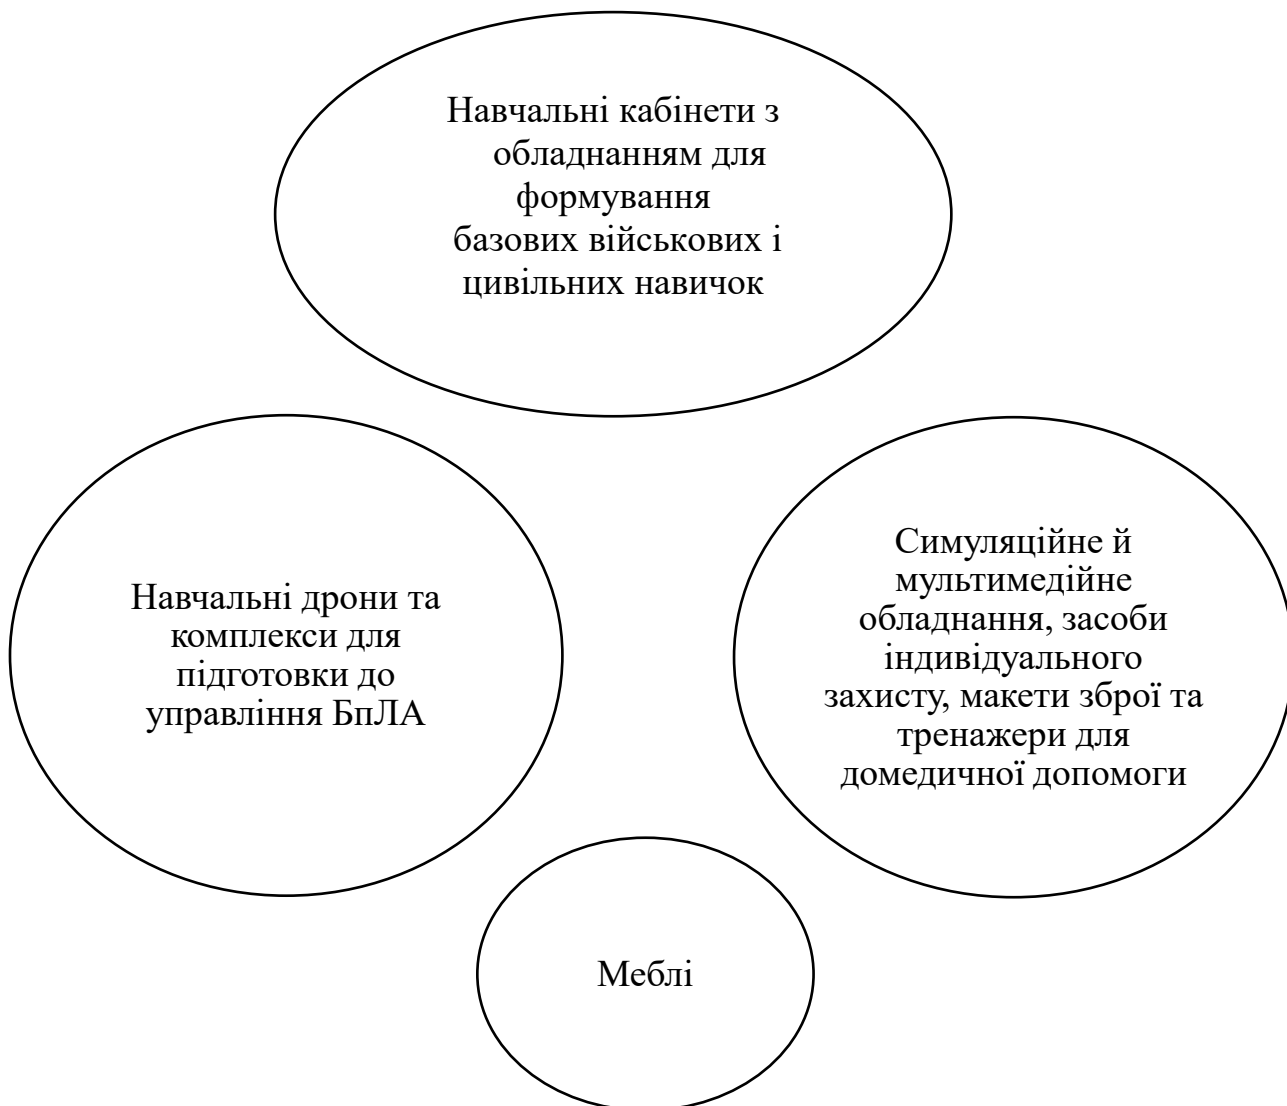 Навчальні кабінети з
обладнанням для
формування
базових військових і
цивільних навичок
Навчальні дрони та
комплекси для
підготовки до
управління БпЛА
Симуляційне й
мультимедійне
обладнання, засоби
індивідуального
захисту, макети зброї та
тренажери для
домедичної допомоги
Меблі